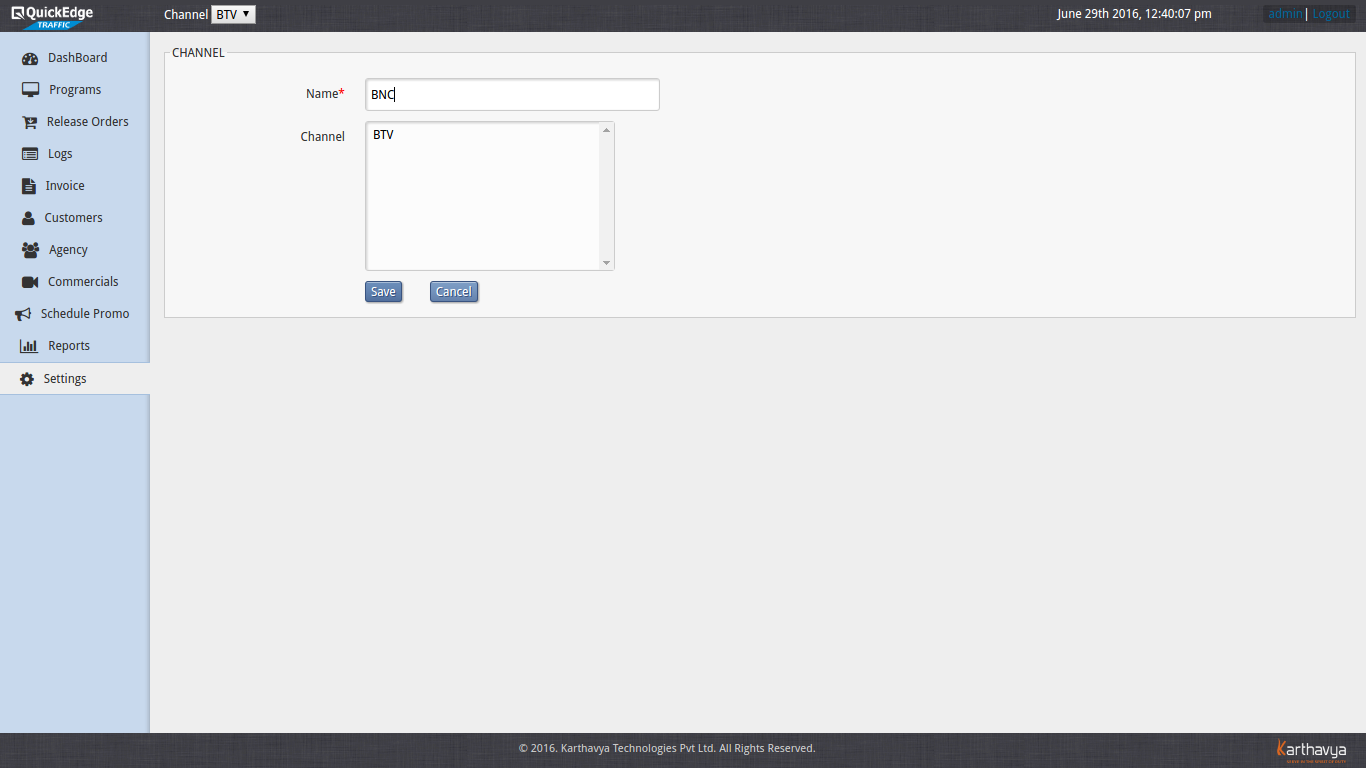 QuickEdge
TRAFFIC
Channel BTV
June 29th 2016, 12:40:07 pm
admin | Logout
DashBoard
Programs
Release Orders
Logs
Invoice
Customers
Agency
Commercials
Schedule Promo
Reports
Settings
CHANNEL
Name* BNC
Channel BTV
Save Cancel
© 2016. Karthavya Technologies Pvt Ltd. All Rights Reserved.
Karthavya